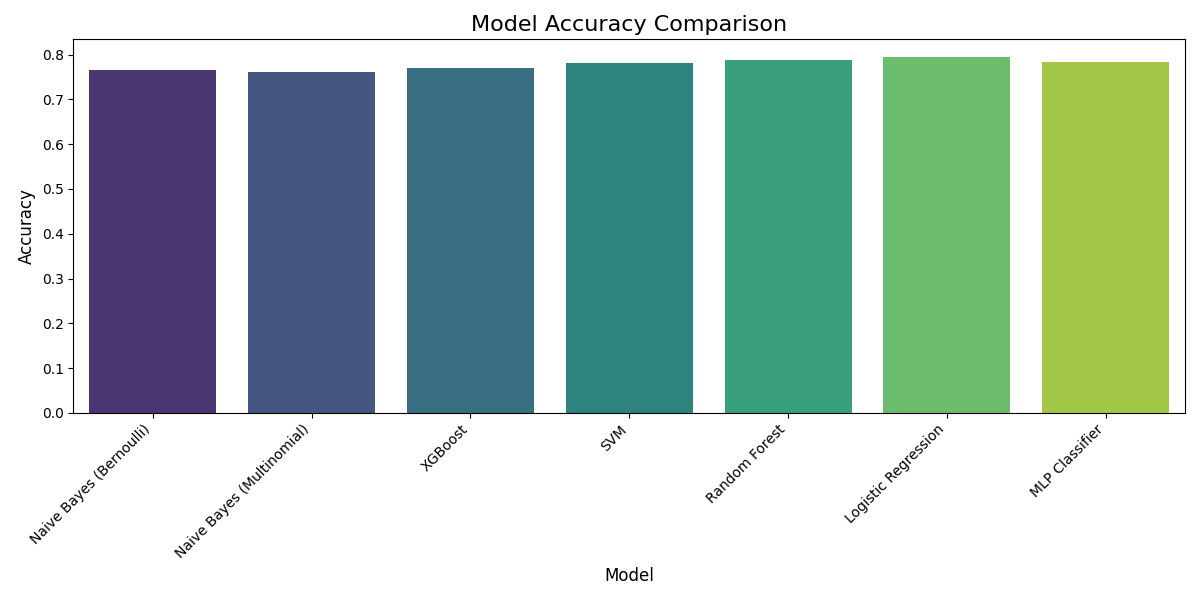 Model Accuracy Comparison
Accuracy
0.8
0.7
0.6
0.5
0.4
0.3
0.2
0.1
0.0
Naive Bayes (Bernoulli)
Naive Bayes (Multinomial)
XGBoost
SVM
Random Forest
Logistic Regression
MLP Classifier
Model